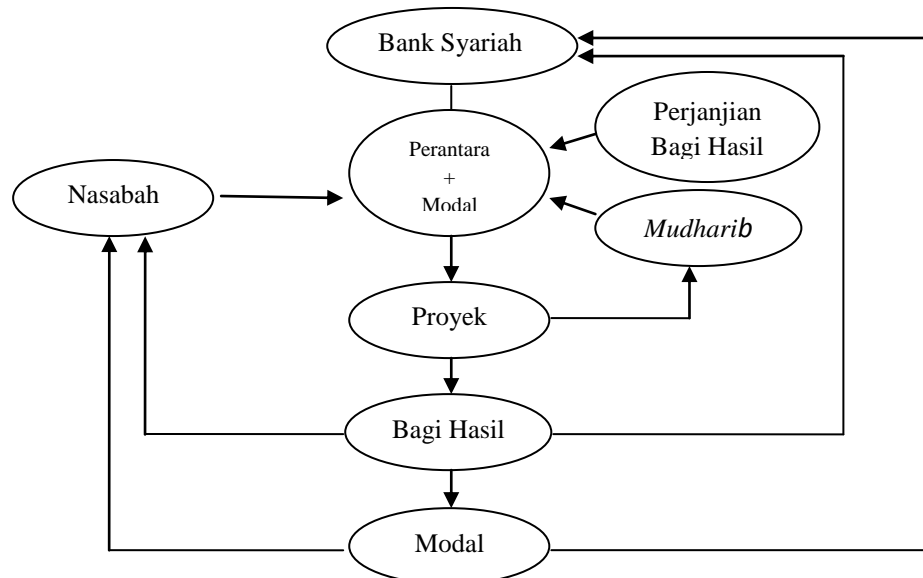 Bank Syariah
Perjanjian
Bagi Hasil
Perantara
+
Modal
Nasabah
Mudharib
Proyek
Bagi Hasil
Modal